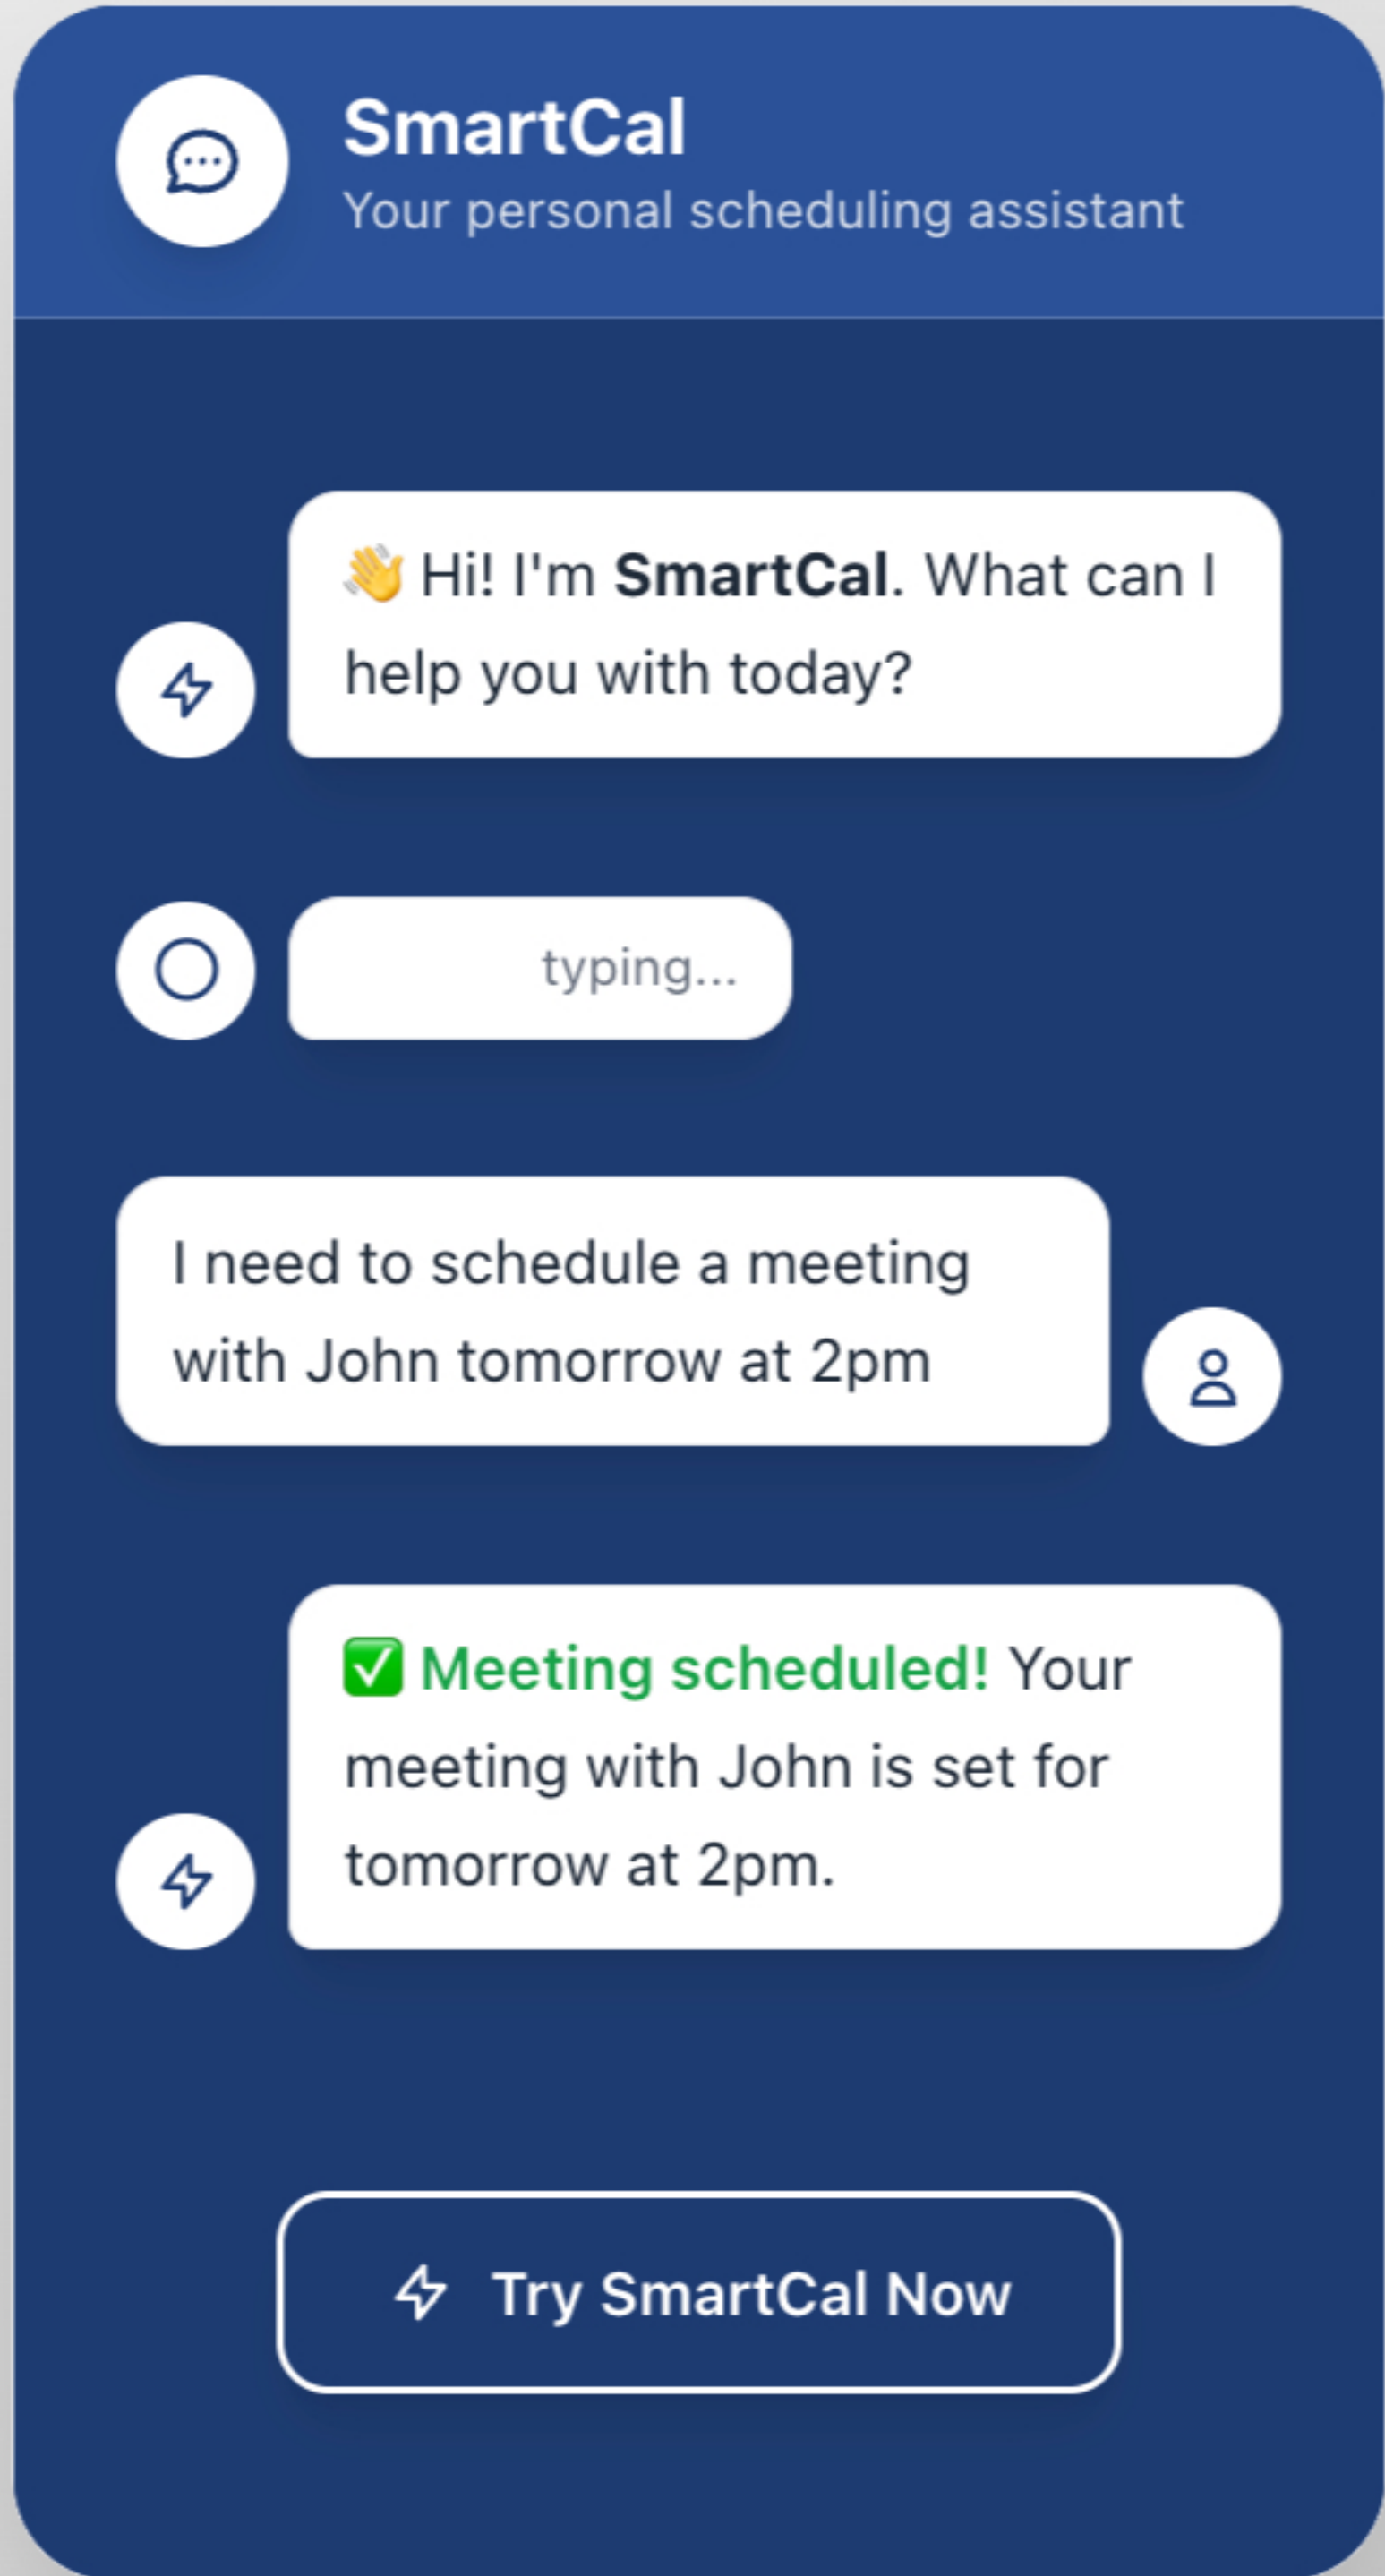 SmartCal
Your personal scheduling assistant
👋 Hi! I'm SmartCal. What can I
help you with today?
typing...
I need to schedule a meeting
with John tomorrow at 2pm
✅ Meeting scheduled! Your
meeting with John is set for
tomorrow at 2pm.
Try SmartCal Now